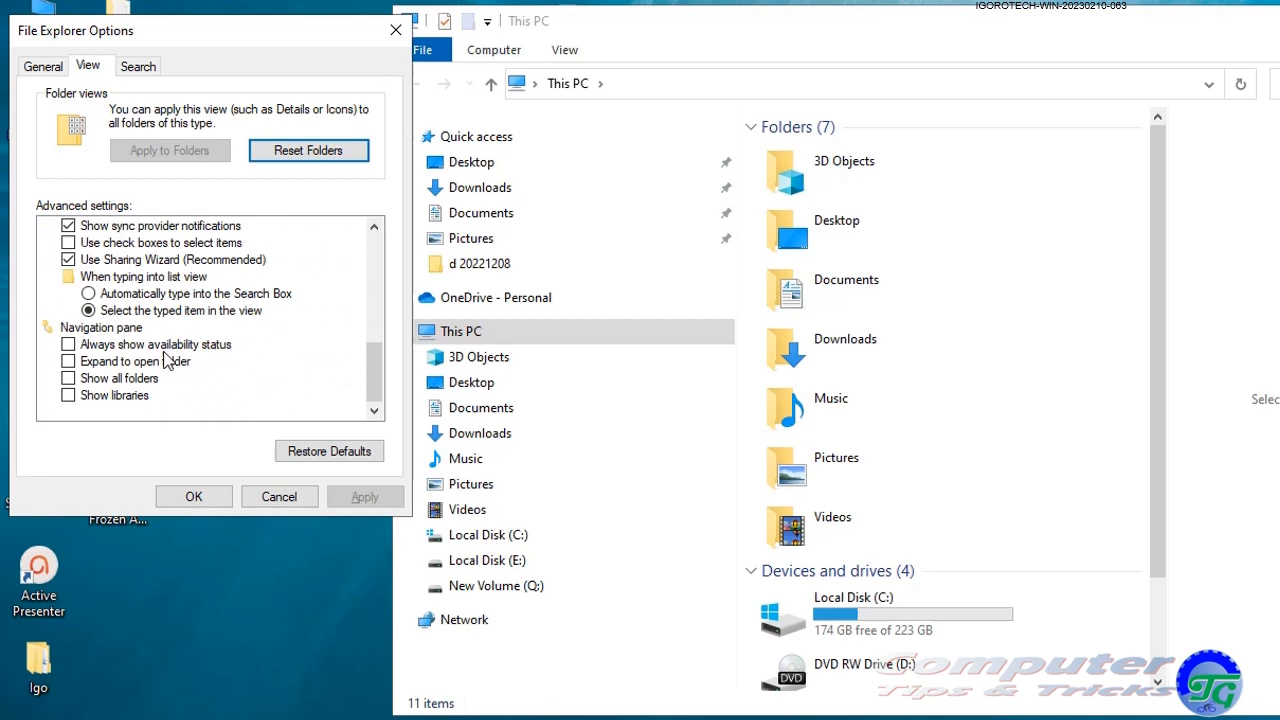 IGOROTECH-WIN-20230210-063
File Explorer Options
General View Search
Folder views
You can apply this view (such as Details or Icons) to
all folders of this type.
Apply to Folders
Reset Folders
Advanced settings:
Show sync provider notifications
Use check boxes to select items
Use Sharing Wizard (Recommended)
When typing into list view
Automatically type into the Search Box
Select the typed item in the view
Navigation pane
Always show availability status
Expand to open folder
Show all folders
Show libraries
Restore Defaults
OK
Cancel
Apply
Frozen A...
Active
Presenter
Igo
This PC
File
Computer
View
This PC
Quick access
Desktop
Downloads
Documents
Pictures
d 20221208
OneDrive - Personal
This PC
3D Objects
Desktop
Documents
Downloads
Music
Pictures
Videos
Local Disk (C:)
Local Disk (E:)
New Volume (Q:)
Network
11 items
Folders (7)
3D Objects
Desktop
Documents
Downloads
Music
Pictures
Videos
Devices and drives (4)
Local Disk (C:)
174 GB free of 223 GB
DVD RW Drive (D:)
DVD
Selec
Computer
Tips & Tricks
TG